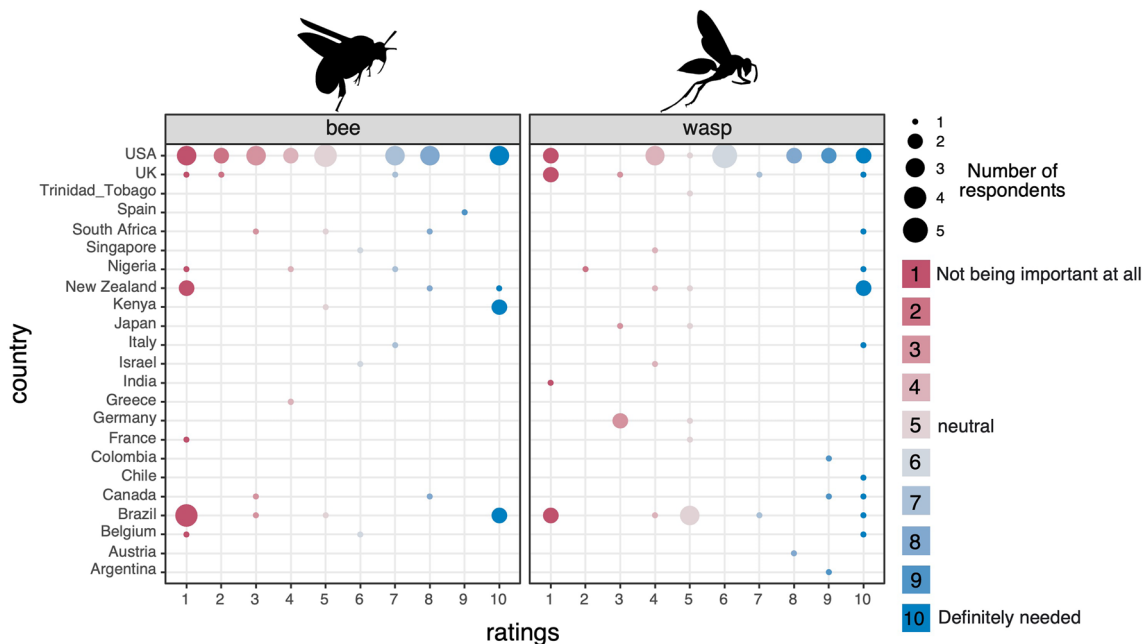 bee
wasp
USA
UK
Trinidad_Tobago
Spain
South Africa
Singapore
Nigeria
New Zealand
Kenya
Japan
Italy
Israel
India
Greece
Germany
France
Colombia
Chile
Canada
Brazil
Belgium
Austria
Argentina
country
1 2 3 4 5 6 7 8 9 10
1 2 3 4 5 6 7 8 9 10
ratings
1
2
3
4
5
Number of
respondents
1 Not being important at all
2
3
4
5 neutral
6
7
8
9
10 Definitely needed